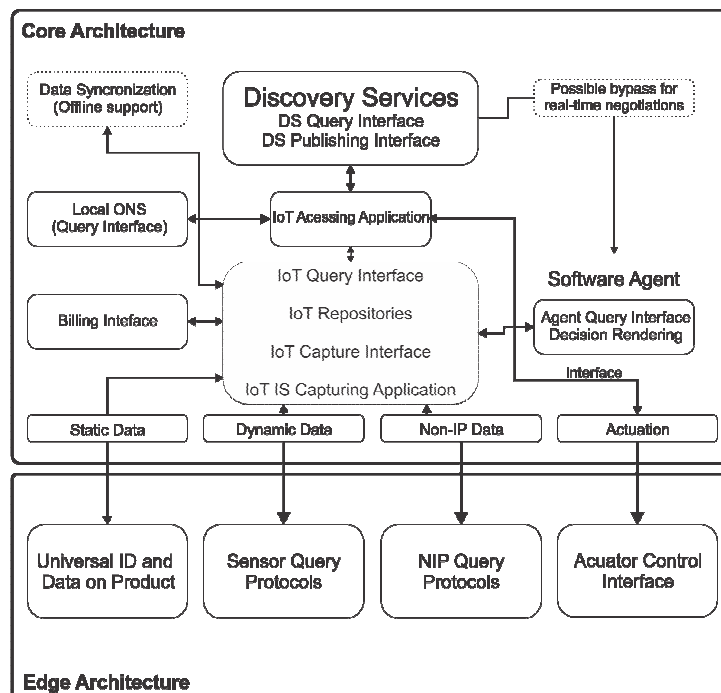 Core Architecture
Data Syncronization
(Offline support)
Discovery Services
DS Query Interface
DS Publishing Interface
Possible bypass for
real-time negotiations
Local ONS
(Query Interface)
IoT Acessing Application
IoT Query Interface
Software Agent
Billing Inteface
IoT Repositories
Agent Query Interface
Decision Rendering
IoT Capture Interface
Interface
IoT IS Capturing Application
Static Data
Dynamic Data
Non-IP Data
Actuation
Universal ID and
Data on Product
Sensor Query
Protocols
NIP Query
Protocols
Acuator Control
Interface
Edge Architecture